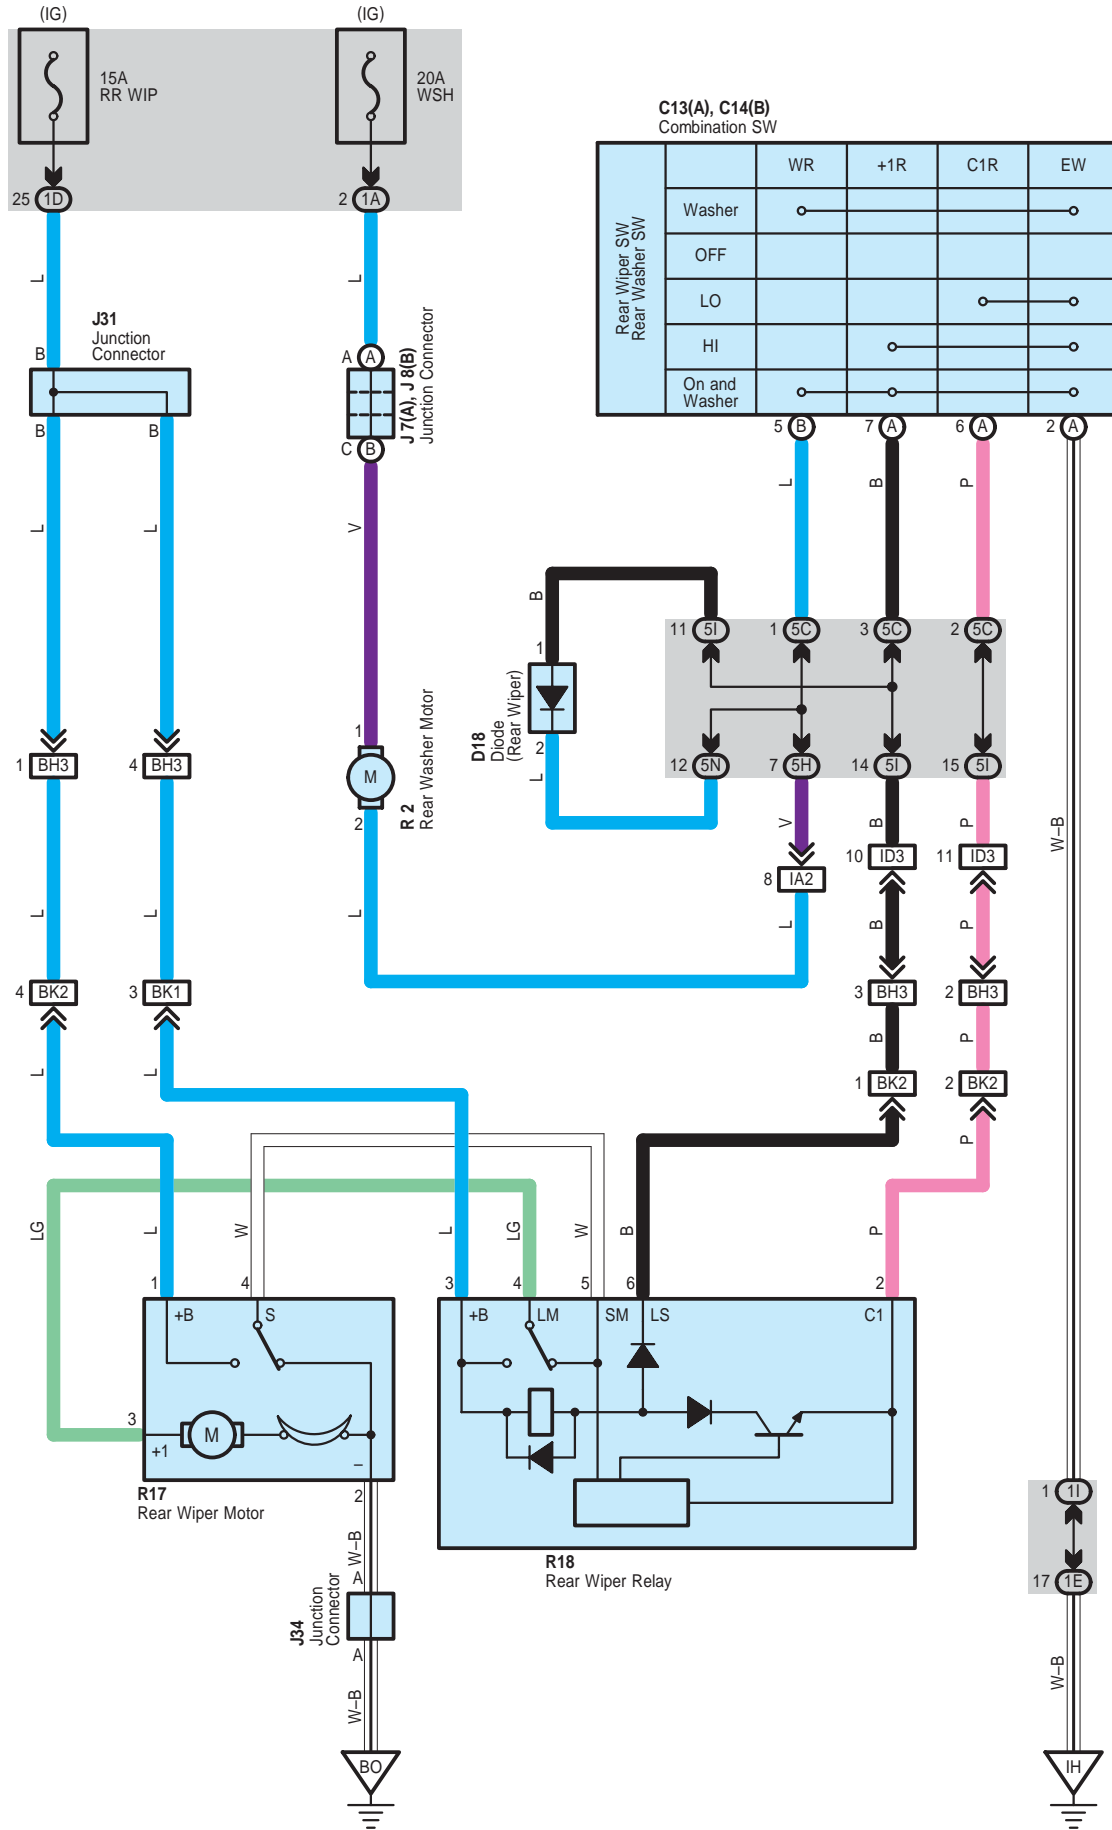 (IG)
(IG)
15A
RR WIP
20A
WSH
25
1D
2
1A
C13(A), C14(B)
Combination SW
WR
+1R
C1R
EW
Rear Wiper SW
Rear Washer SW
Washer
OFF
LO
HI
On and
Washer
L
L
J31
Junction
Connector
B
B
B
A
A
J 7(A), J 8(B)
Junction Connector
C
B
5
B
7
A
6
A
2
A
L
L
V
L
B
P
B
11
5I
1
5C
3
5C
2
5C
1
D18
Diode
(Rear Wiper)
2
L
12
5N
7
5H
14
5I
15
5I
1
BH3
4
BH3
1
M
2
R 2
Rear Washer Motor
V
B
P
W–B
10
ID3
11
ID3
8
IA2
L
L
L
L
B
P
4
BK2
3
BK1
3
BH3
2
BH3
L
L
B
P
1
BK2
2
BK2
P
LG
L
W
L
LG
W
B
P
1
4
3
4
5
6
2
+B
S
+B
LM
SM
LS
C1
3
+1
M
–
R17
Rear Wiper Motor
2
R18
Rear Wiper Relay
W–B
A
J34
Junction
Connector
A
W–B
BO
1
1I
17
1E
W–B
IH